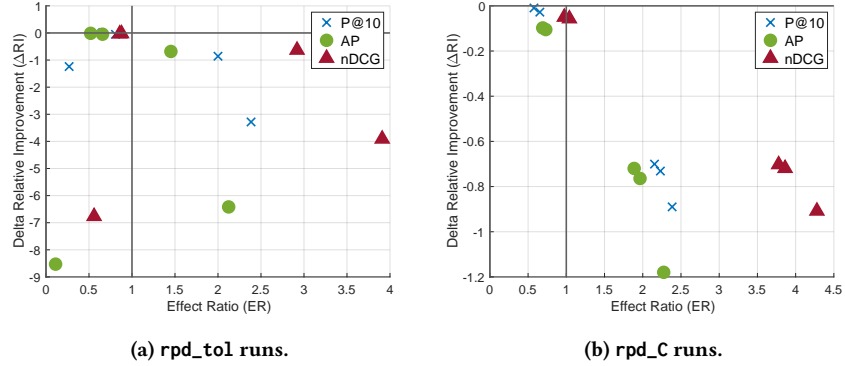 1
0
-1
-2
-3
-4
-5
-6
-7
-8
-9
Delta Relative Improvement (ΔRI)
P@10
AP
nDCG
0 0.5 1 1.5 2 2.5 3 3.5 4
Effect Ratio (ER)
(a) rpd_tol runs.
0
-0.2
-0.4
-0.6
-0.8
-1
-1.2
Delta Relative Improvement (ΔRI)
P@10
AP
nDCG
0 0.5 1 1.5 2 2.5 3 3.5 4 4.5
Effect Ratio (ER)
(b) rpd_C runs.